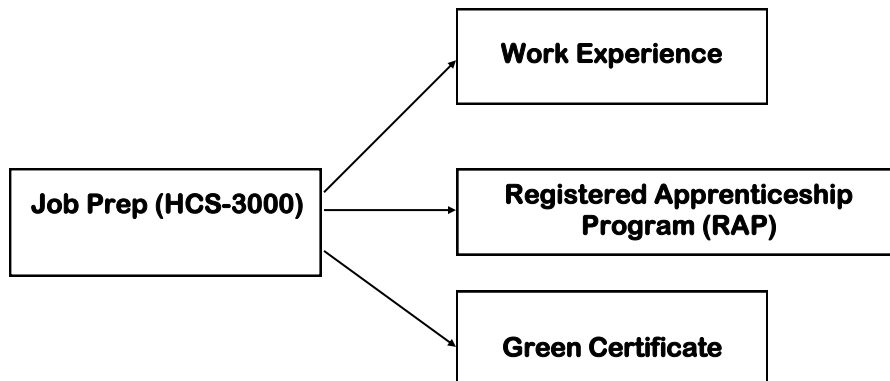 Work Experience
Job Prep (HCS-3000)
Registered Apprenticeship
Program (RAP)
Green Certificate